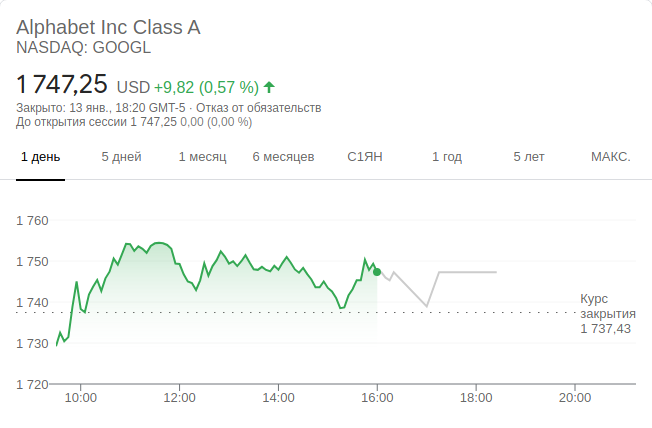 Alphabet Inc Class A
NASDAQ: GOOGL
1 747,25 USD +9,82 (0,57 %)
Закрыто: 13 янв., 18:20 GMT-5 · Отказ от обязательств
До открытия сессии 1 747,25 0,00 (0,00 %)
1 день 5 дней 1 месяц 6 месяцев С1ЯН 1 год 5 лет МАКС.
1 760
1 750
1 740
Курс
закрытия
1 737,43
1 730
1 720
10:00 12:00 14:00 16:00 18:00 20:00